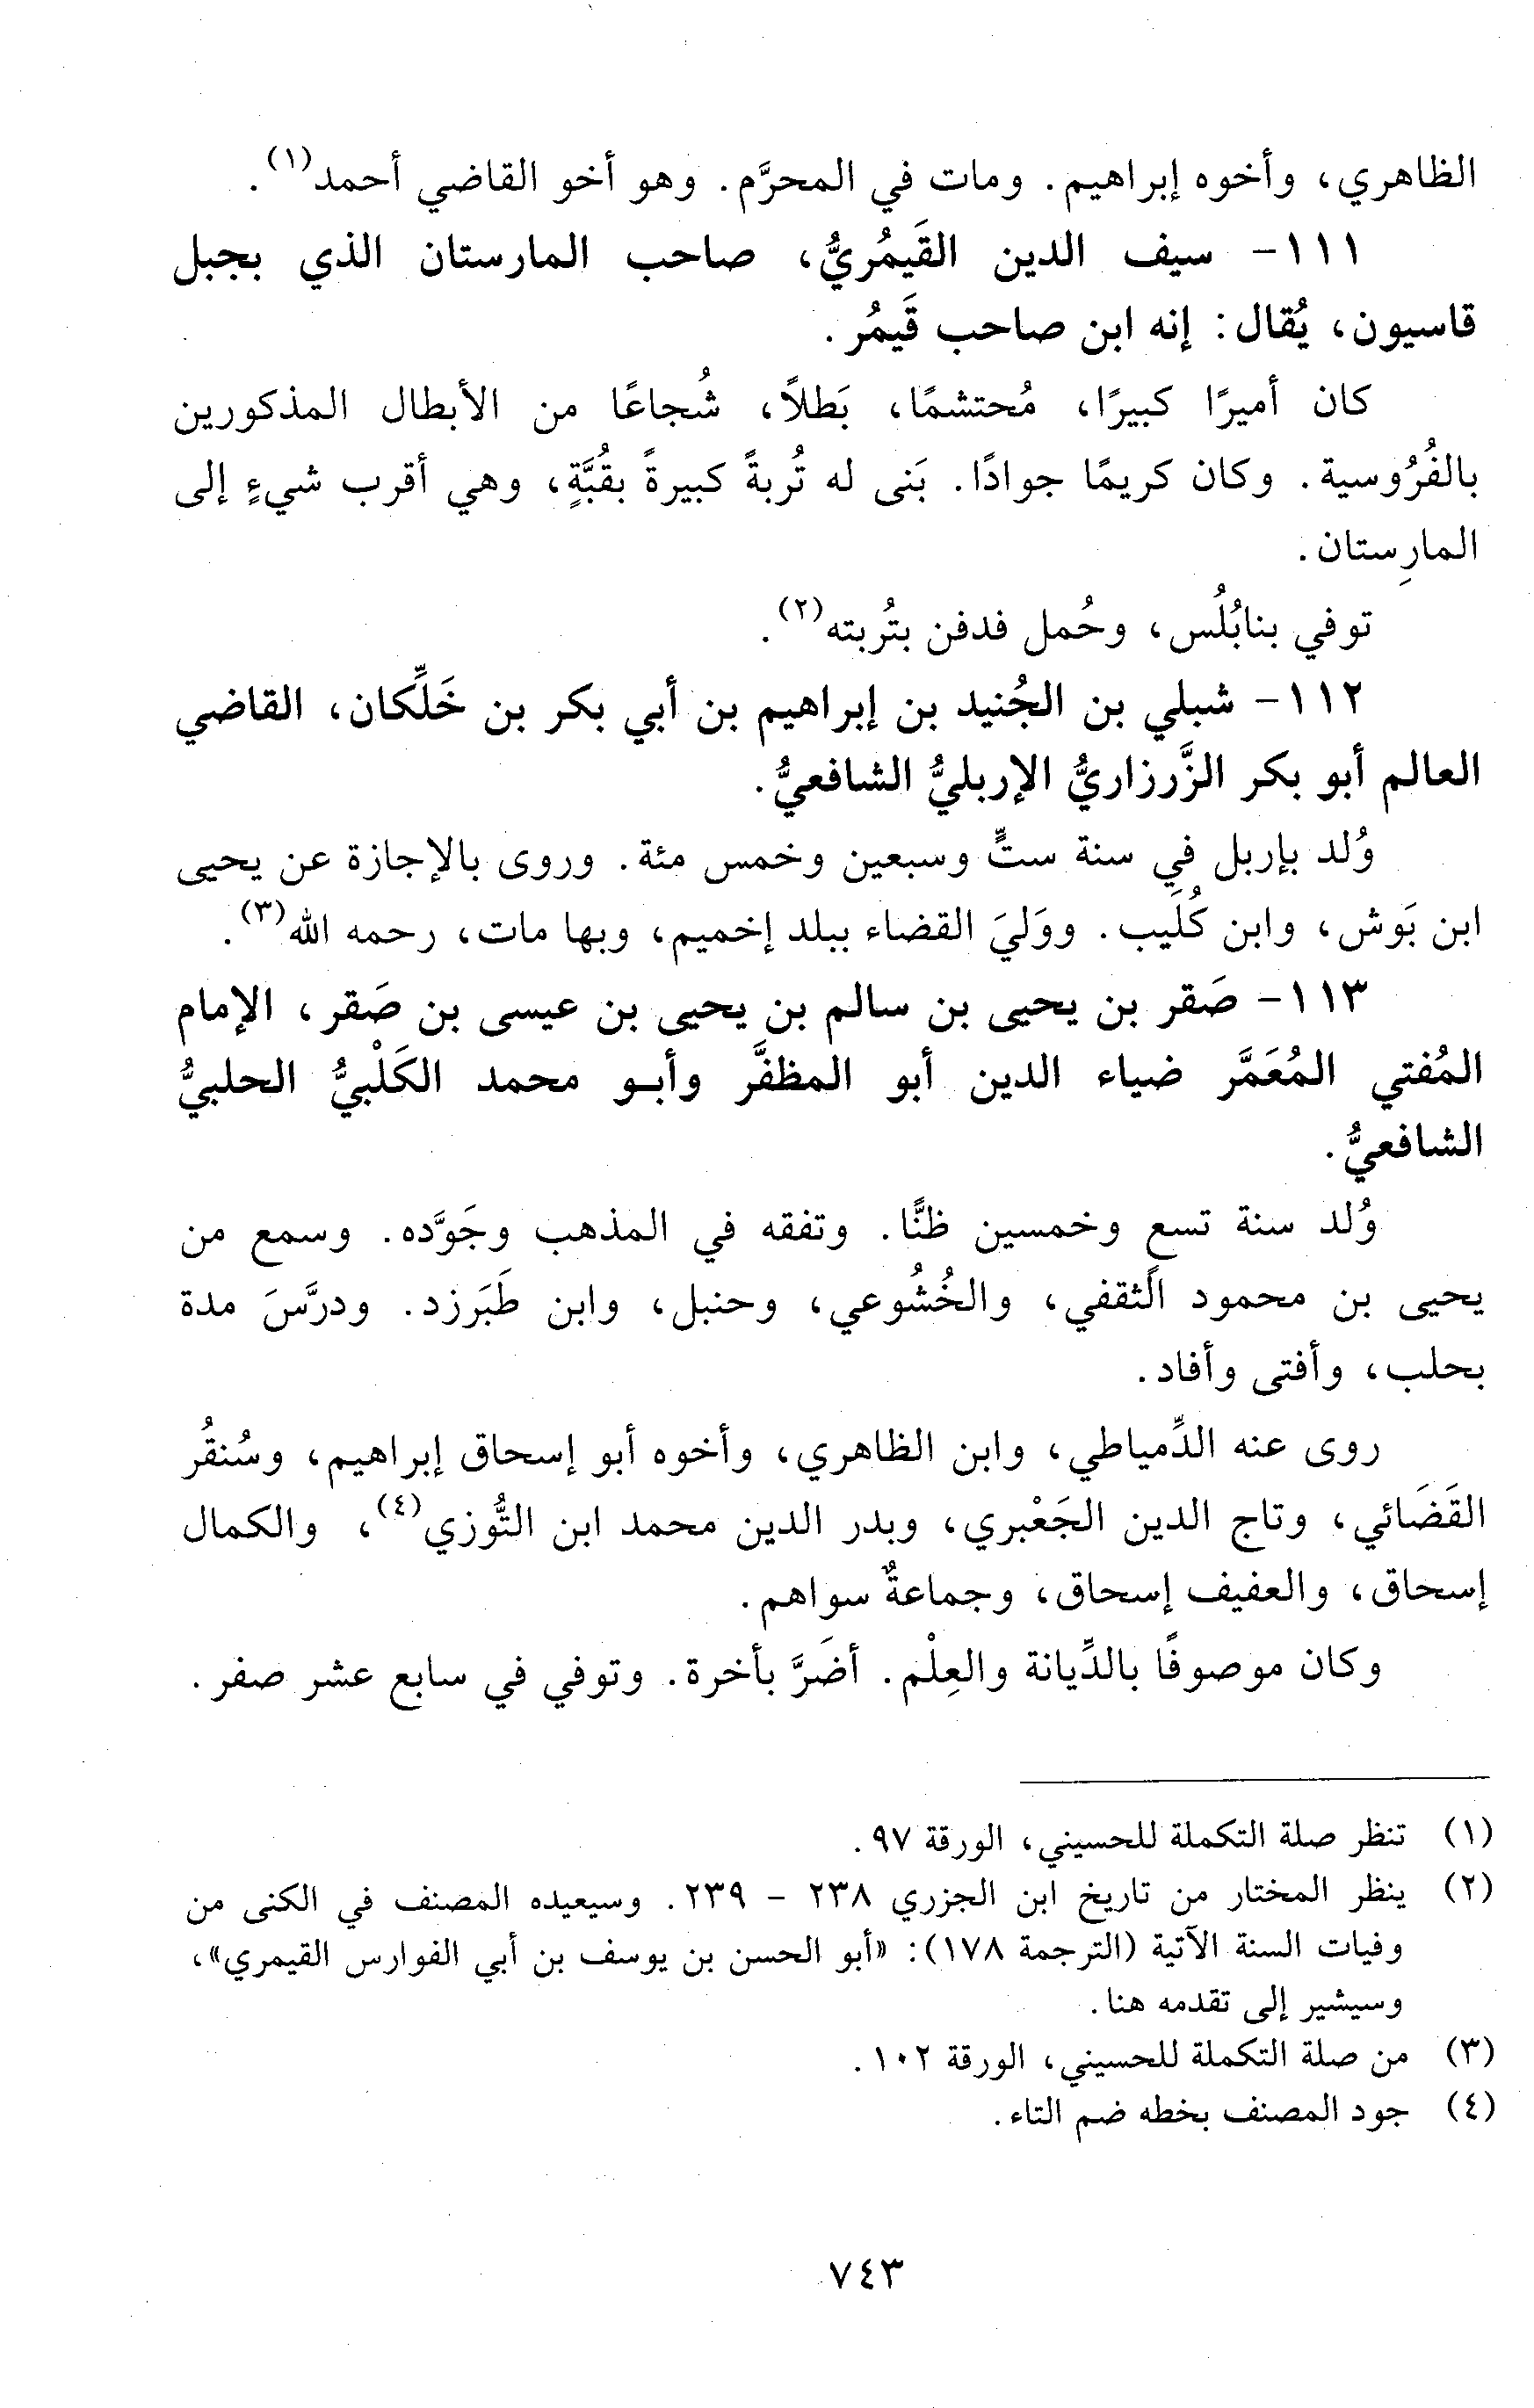 الظاهري، وأخوه إبراهيم. ومات في المحرَّم. وهو أخو القاضي أحمد(١).
١١١- سيف الدين القَيمُريُّ، صاحب المارستان الذي بجبل
قاسيون، يُقال: إنه ابن صاحب قَيمُر.
كان أميرًا كبيرًا، مُحتشمًا، بَطلاً، شُجاعًا من الأبطال المذكورين
بالفُرُوسية. وكان كريمًا جوادًا. بَنى له تُربةً كبيرةً بقُبَّةٍ، وهي أقرب شيءٍ إلى
المارِستان.
توفي بنابُلُس، وحُمل فدفن بتُربته(٢).
١١٢- شبلي بن الجُنيد بن إبراهيم بن أبي بكر بن خَلِّكان، القاضي
العالم أبو بكر الزَّرزاريُّ الإربليُّ الشافعيُّ.
وُلد بإربل في سنة ستٍّ وسبعين وخمس مئة. وروى بالإجازة عن يحيى
ابن بَوش، وابن كُلَيب. ووَليَ القضاء ببلد إخميم، وبها مات، رحمه الله(٣).
١١٣- صَقر بن يحيى بن سالم بن يحيى بن عيسى بن صَقر، الإمام
المُفتي المُعَمَّر ضياء الدين أبو المظفَّر وأبو محمد الكَلْبيُّ الحلبيُّ
الشافعيُّ.
وُلد سنة تسع وخمسين ظنًّا. وتفقه في المذهب وجَوَّده. وسمع من
يحيى بن محمود الثقفي، والخُشُوعي، وحنبل، وابن طَبَرزد. ودرَّسَ مدة
بحلب، وأفتى وأفاد.
روى عنه الدِّمياطي، وابن الظاهري، وأخوه أبو إسحاق إبراهيم، وسُنقُر
القَضَائي، وتاج الدين الجَعْبري، وبدر الدين محمد ابن التُّوزي(٤)، والكمال
إسحاق، والعفيف إسحاق، وجماعةٌ سواهم.
وكان موصوفًا بالدِّيانة والعِلْم. أضَرَّ بأخرة. وتوفي في سابع عشر صفر.
(١) تنظر صلة التكملة للحسيني، الورقة ٩٧.
(٢) ينظر المختار من تاريخ ابن الجزري ٢٣٨ - ٢٣٩. وسيعيده المصنف في الكنى من
وفيات السنة الآتية (الترجمة ١٧٨): «أبو الحسن بن يوسف بن أبي الفوارس القيمري»،
وسيشير إلى تقدمه هنا.
(٣) من صلة التكملة للحسيني، الورقة ١٠٢.
(٤) جود المصنف بخطه ضم التاء.
٧٤٣